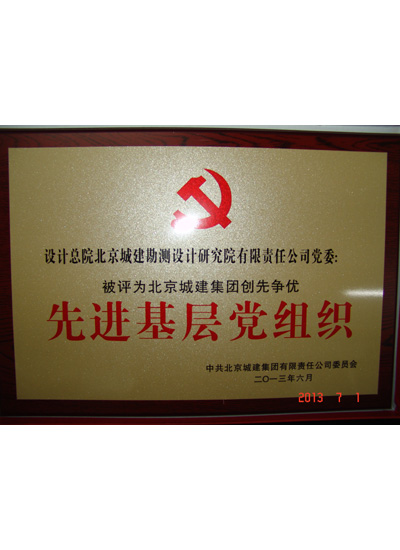 设计总院北京城建勘测设计研究院有限责任公司党委:
被评为北京城建集团创先争优
先进基层党组织
中共北京城建集团有限责任公司委员会
二〇一三年六月
2013 7 1